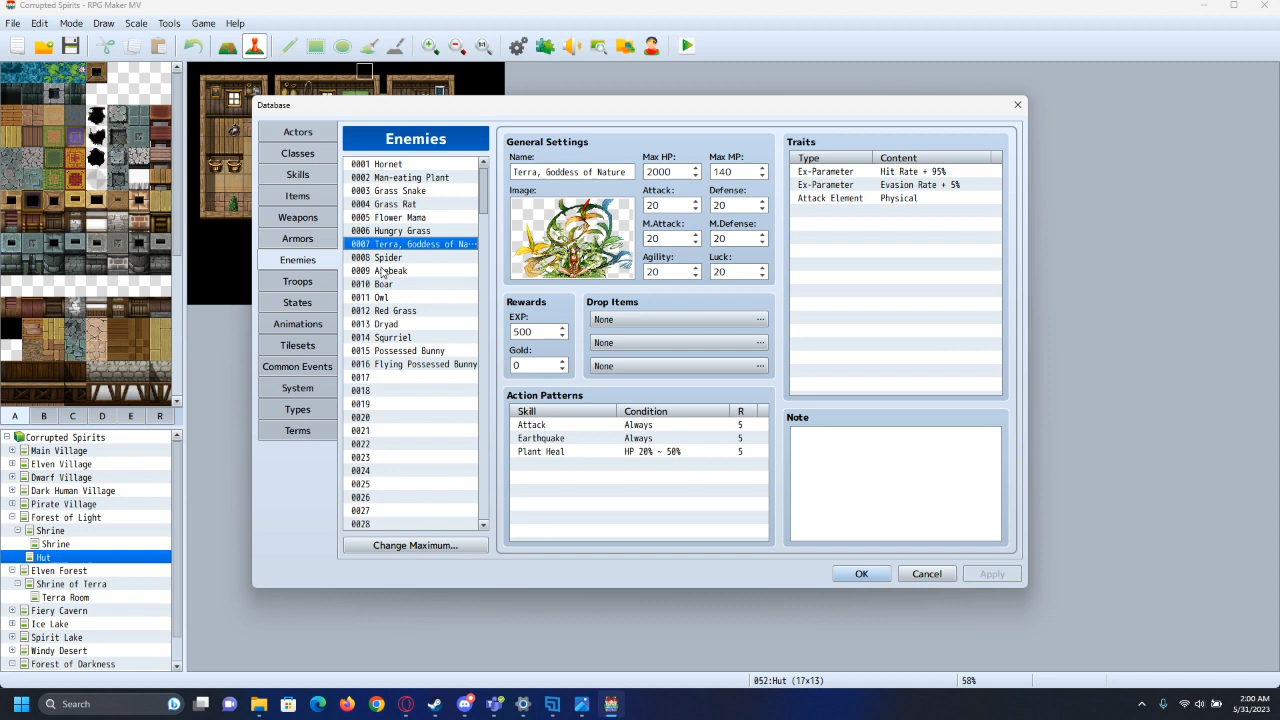 Corrupted Spirits - RPG Maker MV
File Edit Mode Draw Scale Tools Game Help
Database
Actors
Classes
Skills
Items
Weapons
Armors
Enemies
Troops
States
Animations
Tilesets
Common Events
System
Types
Terms
Enemies
0001 Hornet
0002 Man-eating Plant
0003 Grass Snake
0004 Grass Rat
0005 Flower Mama
0006 Hungry Grass
0007 Terra, Goddess of Na⋯
0008 Spider
0009
0010 Boar
0011 Owl
0012 Red Grass
0013 Dryad
0014 Squrriel
0015 Possessed Bunny
0016 Flying Possessed Bunny
0017
0018
0019
0020
0021
0022
0023
0024
0025
0026
0027
0028
Change Maximum...
General Settings
Name: Max HP: Max MP:
Terra, Goddess of Nature 2000 140
Image: Attack: Defense:
20 20
M.Attack: M.Defense:
20 20
Agility: Luck:
20 20
Rewards
EXP:
500
Gold:
0
Drop Items
None ...
None ...
None ...
Action Patterns
Skill Condition R
Attack Always 5
Earthquake Always 5
Plant Heal HP 20% ~ 50% 5
Traits
Type Content
Ex-Parameter Hit Rate + 95%
Ex-Parameter Evasion Rate + 5%
Attack Element Physical
Note
OK Cancel Apply
A B C D E R
Corrupted Spirits
Main Village
Elven Village
Dwarf Village
Dark Human Village
Pirate Village
Forest of Light
Shrine
Shrine
Hut
Elven Forest
Shrine of Terra
Terra Room
Fiery Cavern
Ice Lake
Spirit Lake
Windy Desert
Forest of Darkness
052:Hut (17×13) 58%
Search
2:00 AM
5/31/2023